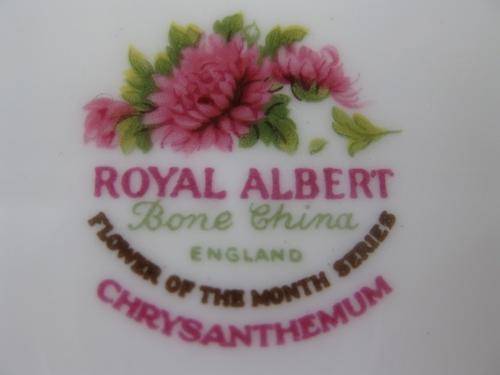 ROYAL ALBERT
Bone China
ENGLAND
FLOWER OF THE MONTH SERIES
CHRYSANTHEMUM